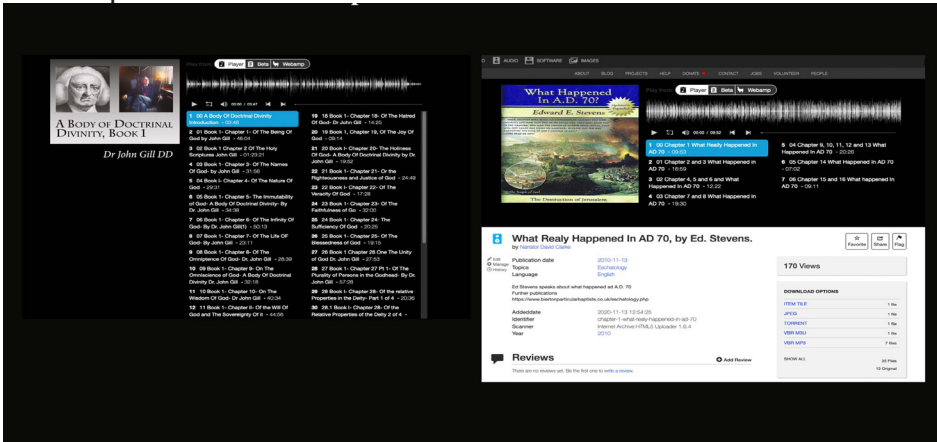 A BODY OF DOCTRINAL
DIVINITY, BOOK 1
Dr John Gill DD
Play from: Player Beta Webamp
00:00 / 03:47
1 00 A Body Of Doctrinal Divinity
Introduction - 03:48
2 01 Book 1- Chapter 1- Of The Being Of
God by John Gill - 46:04
3 02 Book 1 Chapter 2 Of The Holy
Scriptures John Gill - 01:23:21
4 03 Book 1- Chapter 3- Of The Names
Of God- by John Gill - 31:56
5 04 Book I- Chapter 4- Of The Nature Of
God - 29:31
6 05 Book 1- Chapter 5- The Immutability
of God- A Body Of Doctrinal Divinity- By
Dr. John Gill - 34:38
7 06 Book 1- Chapter 6- Of The Infinity Of
God- By John Gill(1) - 50:13
8 07 Book 1- Chapter 7- Of The Life OF
God- By John Gill - 23:11
9 08 Book 1- Chapter 8- Of The
Omniptence Of God- Dr. John Gill - 28:39
10 09 Book 1- Chapter 9- On The
Omniscience of God- A Body Of Doctrinal
Divinity Dr. John Gill - 32:18
11 10 Book 1- Chapter 10- On The
Wisdom Of God- Dr John Gill - 40:34
12 11 Book 1- Chapter II- Of the Will Of
God and The Sovereignty Of it - 44:56
19 18 Book 1- Chapter 18- Of The Hatred
Of God- Dr John Gill - 14:25
20 19 Book 1, Chapter 19, Of The Joy Of
God - 09:14
21 20 Book I- Chapter 20- The Holiness
Of God- A Body Of Doctrinal Divinity by Dr.
John Gill - 19:52
22 21 Book 1- Chapter 21- Or the
Righteousness and Justice of God - 24:49
23 22 Book I- Chapter 22- Of The
Veracity Of God - 17:28
24 23 Book 1- Chapter 23- Of The
Faithfulness of Go - 32:00
25 24 Book 1- Chapter 24- The
Sufficiency Of God - 20:25
26 25 Book 1- Chapter 25- Of The
Blessedness of God - 19:15
27 26 Book 1 Chapter 26 One The Unity
of God Dr. John Gill - 27:53
28 27 Book 1- Chapter 27 Pt 1- Of The
Plurality of Persons in the Godhead- By Dr.
John Gill - 57:28
29 28 Book I- Chapter 28- Of the relative
Properties in the Deity- Part 1 of 4 - 20:36
30 28.1 Book I- Chapter 28- Of the
Relative Properties of the Deity 2 of 4 -
O AUDIO SOFTWARE IMAGES
ABOUT BLOG PROJECTS HELP DONATE CONTACT JOBS VOLUNTEER PEOPLE
What Happened
In A.D. 70?
Edward E. Stevens
The Destruction of Jerusalem
Play from: Player Beta Webamp
00:00 / 09:52
1 00 Chapter 1 What Really Happened in
AD 70 - 09:53
2 01 Chapter 2 and 3 What Happened in
AD 70 - 16:59
3 02 Chapter 4, 5 and 6 and What
Happened In AD 70 - 12:22
4 03 Chapter 7 and 8 What Happened In
AD 70 - 19:30
5 04 Chapter 9, 10, 11, 12 and 13 What
Happened In AD 70 - 20:26
6 05 Chapter 14 What Happened In AD 70
- 07:02
7 06 Chapter 15 and 16 What happened In
AD 70 - 09:11
What Realy Happened In AD 70, by Ed. Stevens.
by Narrator David Clarke
Favorite Share Flag
Edit
Manage
History
Publication date 2010-11-13
Topics Eschatology
Language English
Ed Stevens speaks about what happened ad A.D. 70
Further publications
https://www.biertonparticularbaptists.co.uk/eschatology.php
Addeddate 2020-11-13 13:54:25
Identifier chapter-1-what-realy-happened-in-ad-70
Scanner Internet Archive HTML5 Uploader 1.6.4
Year 2010
170 Views
DOWNLOAD OPTIONS
ITEM TILE 1 file
JPEG 1 file
TORRENT 1 file
VBR M3U 1 file
VBR MP3 7 files
SHOW ALL
13 Original
Reviews
Add Review
There are no reviews yet. Be the first one to write a review.